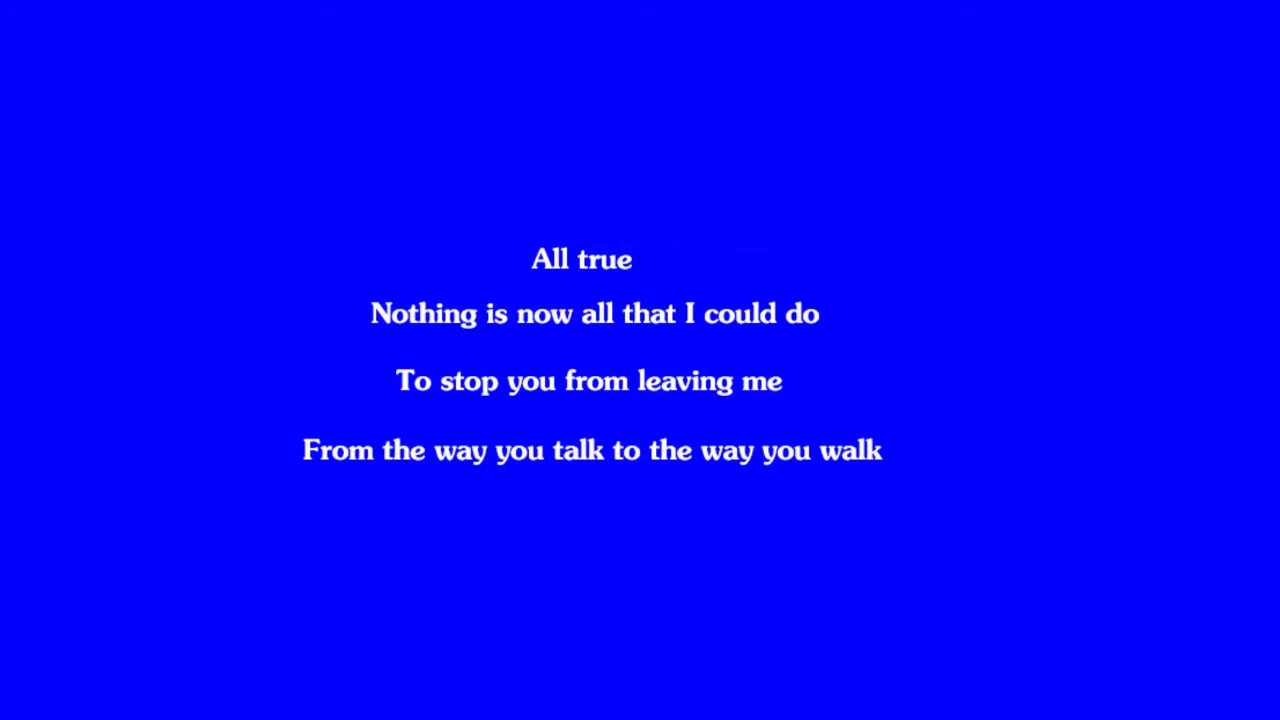 All true
Nothing is now all that I could do
To stop you from leaving me
From the way you talk to the way you walk